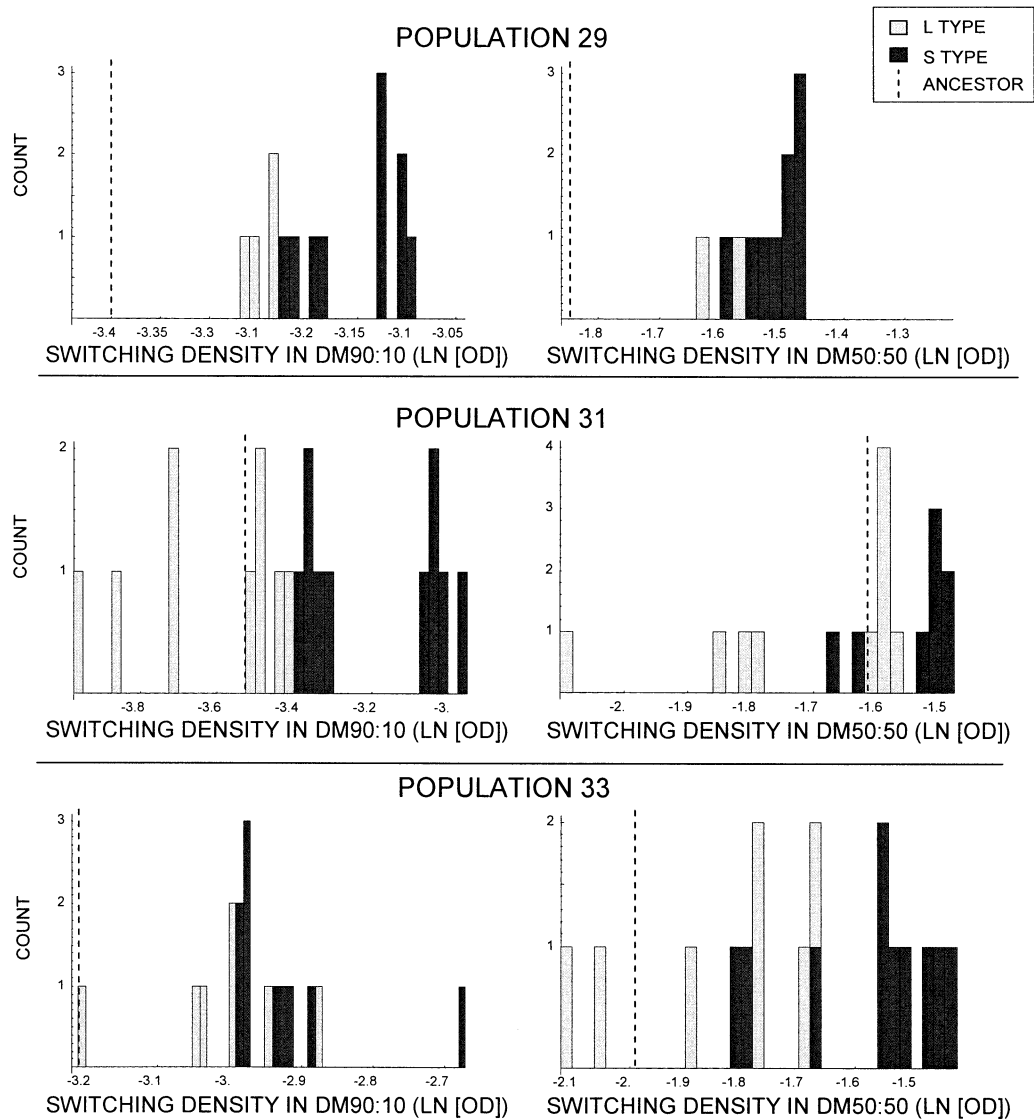 L TYPE
S TYPE
ANCESTOR
POPULATION 29
COUNT
3
2
1
-3.4 -3.35 -3.3 -3.1 -3.2 -3.15 -3.1 -3.05
SWITCHING DENSITY IN DM90:10 (LN [OD])
3
2
1
-1.8 -1.7 -1.6 -1.5 -1.4 -1.3
SWITCHING DENSITY IN DM50:50 (LN [OD])
POPULATION 31
COUNT
2
1
-3.8 -3.6 -3.4 -3.2 -3.
SWITCHING DENSITY IN DM90:10 (LN [OD])
4
3
2
1
-2. -1.9 -1.8 -1.7 -1.6 -1.5
SWITCHING DENSITY IN DM50:50 (LN [OD])
POPULATION 33
COUNT
3
2
1
-3.2 -3.1 -3. -2.9 -2.8 -2.7
SWITCHING DENSITY IN DM90:10 (LN [OD])
2
1
-2.1 -2. -1.9 -1.8 -1.7 -1.6 -1.5
SWITCHING DENSITY IN DM50:50 (LN [OD])